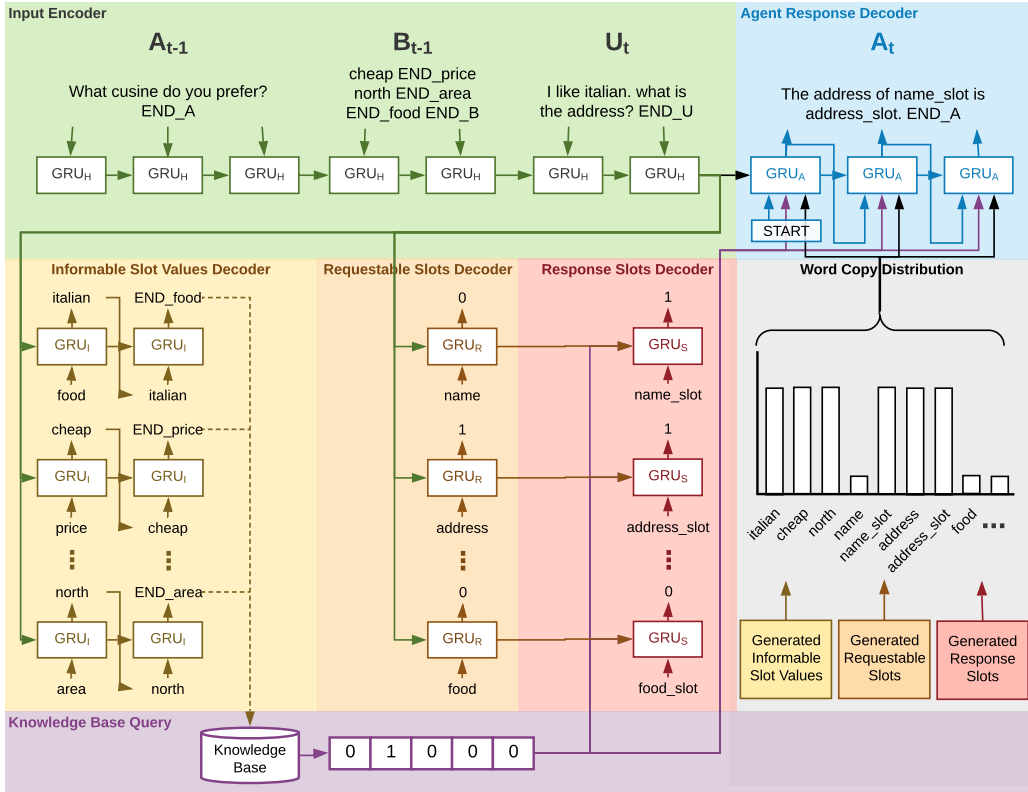 Input Encoder
Agent Response Decoder
At-1
Bt-1
Ut
At
What cusine do you prefer?
END_A
cheap END_price
north END_area
END_food END_B
I like italian. what is
the address? END_U
The address of name_slot is
address_slot. END_A
GRUH GRUH GRUH GRUH GRUH GRUH GRUH GRUA GRUA GRUA
START
Informable Slot Values Decoder
Requestable Slots Decoder
Response Slots Decoder
Word Copy Distribution
italian END_food 0 1
GRUI GRUI GRUR GRUS
food italian name name_slot
cheap END_price 1 1
GRUI GRUI GRUR GRUS
price cheap address address_slot
north END_area 0 0
GRUI GRUI GRUR GRUS
area north food food_slot
italian
cheap
north
name
name_slot
address
address_slot
food
...
Generated
Informable
Slot Values
Generated
Requestable
Slots
Generated
Response
Slots
Knowledge Base Query
Knowledge
Base
0 1 0 0 0